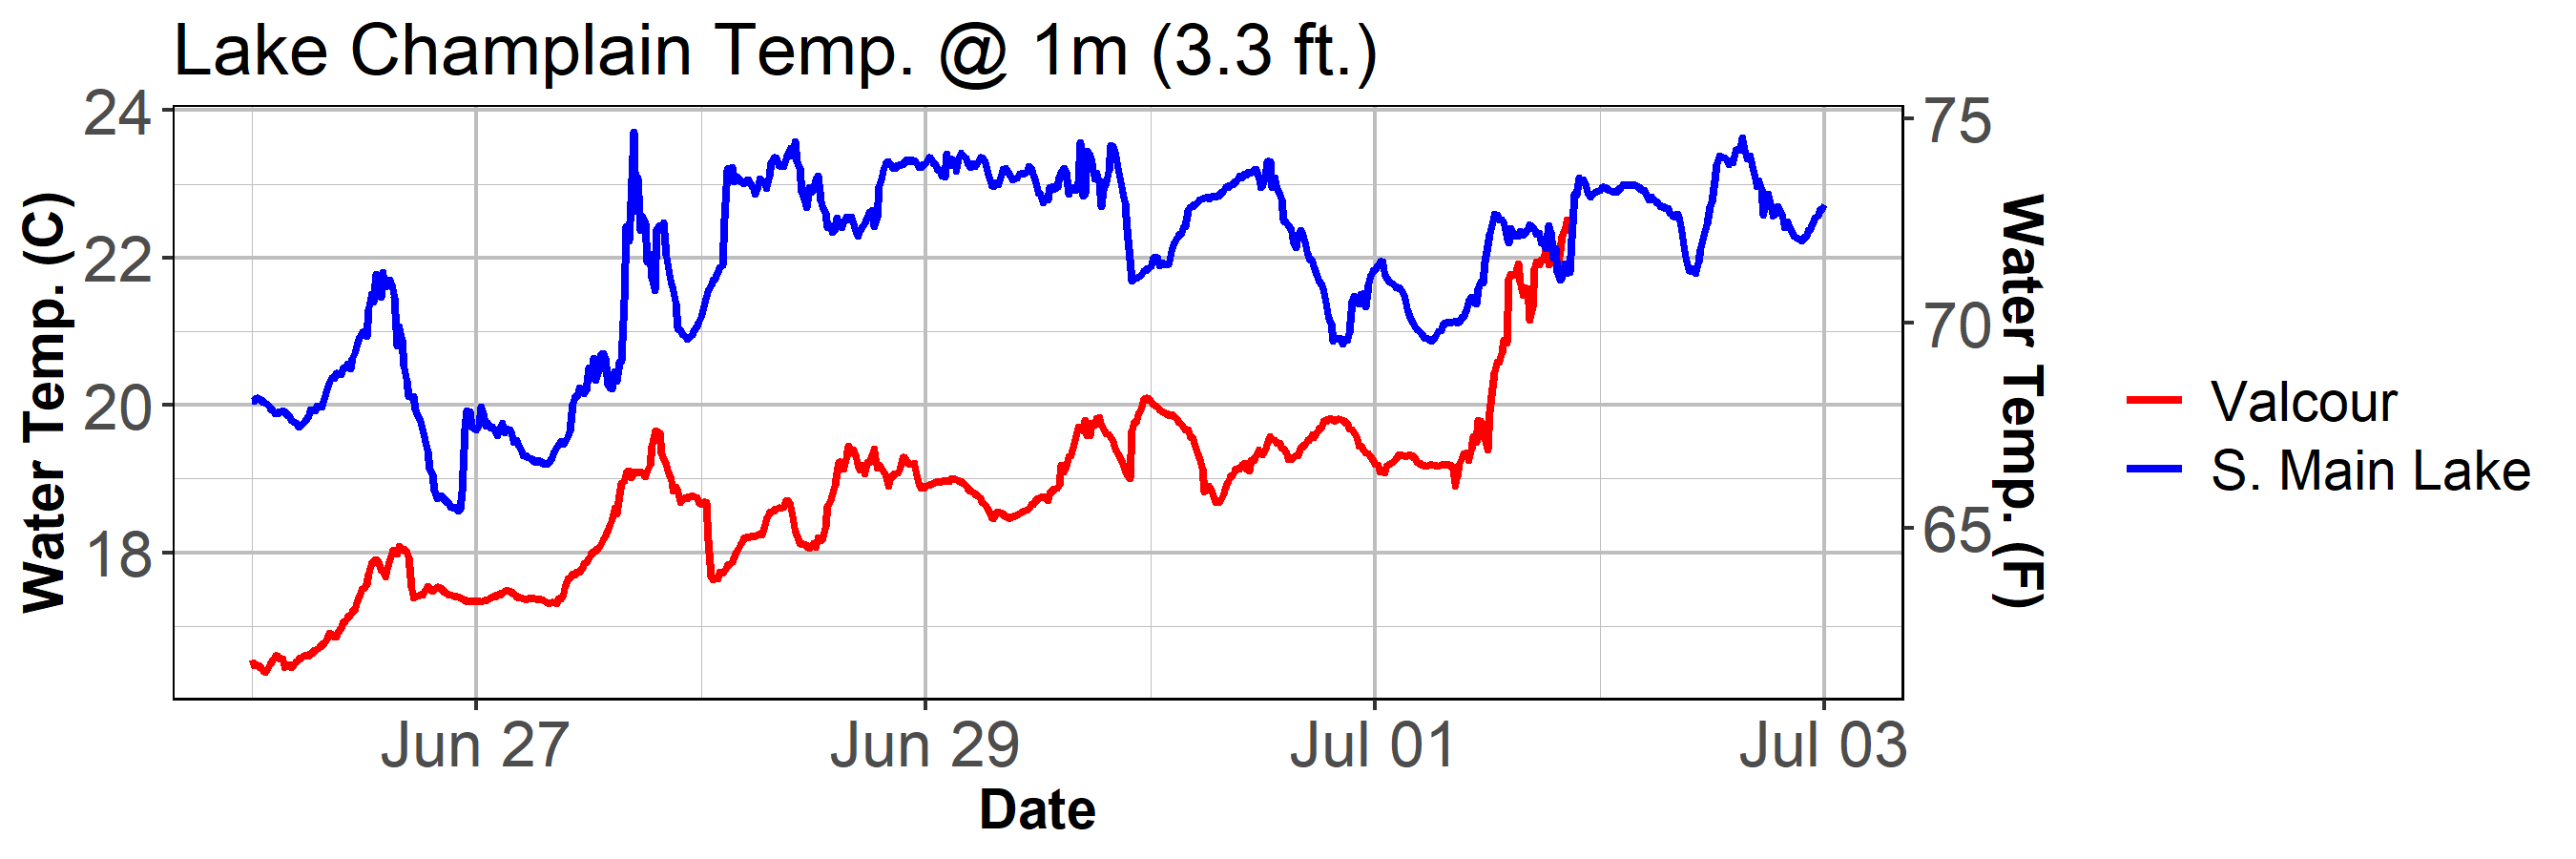 Lake Champlain Temp. @ 1m (3.3 ft.)
Water Temp. (C)
24
22
20
18
75
70
65
Water Temp. (F)
Jun 27
Jun 29
Jul 01
Jul 03
Date
Valcour
S. Main Lake